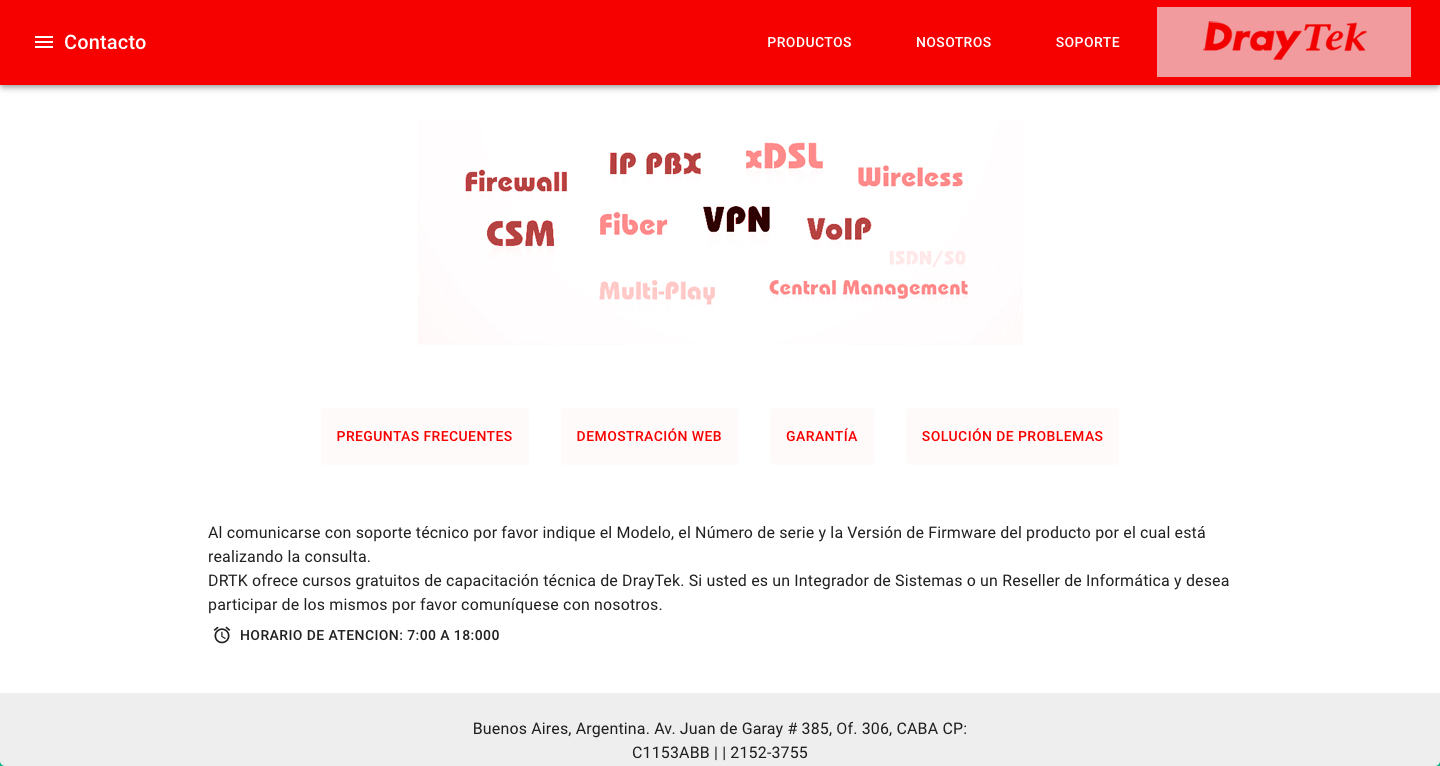 Contacto
PRODUCTOS
NOSOTROS
SOPORTE
DrayTek
IP PBX
xDSL
Firewall
Wireless
CSM
Fiber
VPN
VoIP
ISDN/S0
Multi-Play
Central Management
PREGUNTAS FRECUENTES
DEMOSTRACIÓN WEB
GARANTÍA
SOLUCIÓN DE PROBLEMAS
Al comunicarse con soporte técnico por favor indique el Modelo, el Número de serie y la Versión de Firmware del producto por el cual está
realizando la consulta.
DRTK ofrece cursos gratuitos de capacitación técnica de DrayTek. Si usted es un Integrador de Sistemas o un Reseller de Informática y desea
participar de los mismos por favor comuníquese con nosotros.
HORARIO DE ATENCION: 7:00 A 18:000
Buenos Aires, Argentina. Av. Juan de Garay # 385, Of. 306, CABA CP:
C1153ABB | | 2152-3755